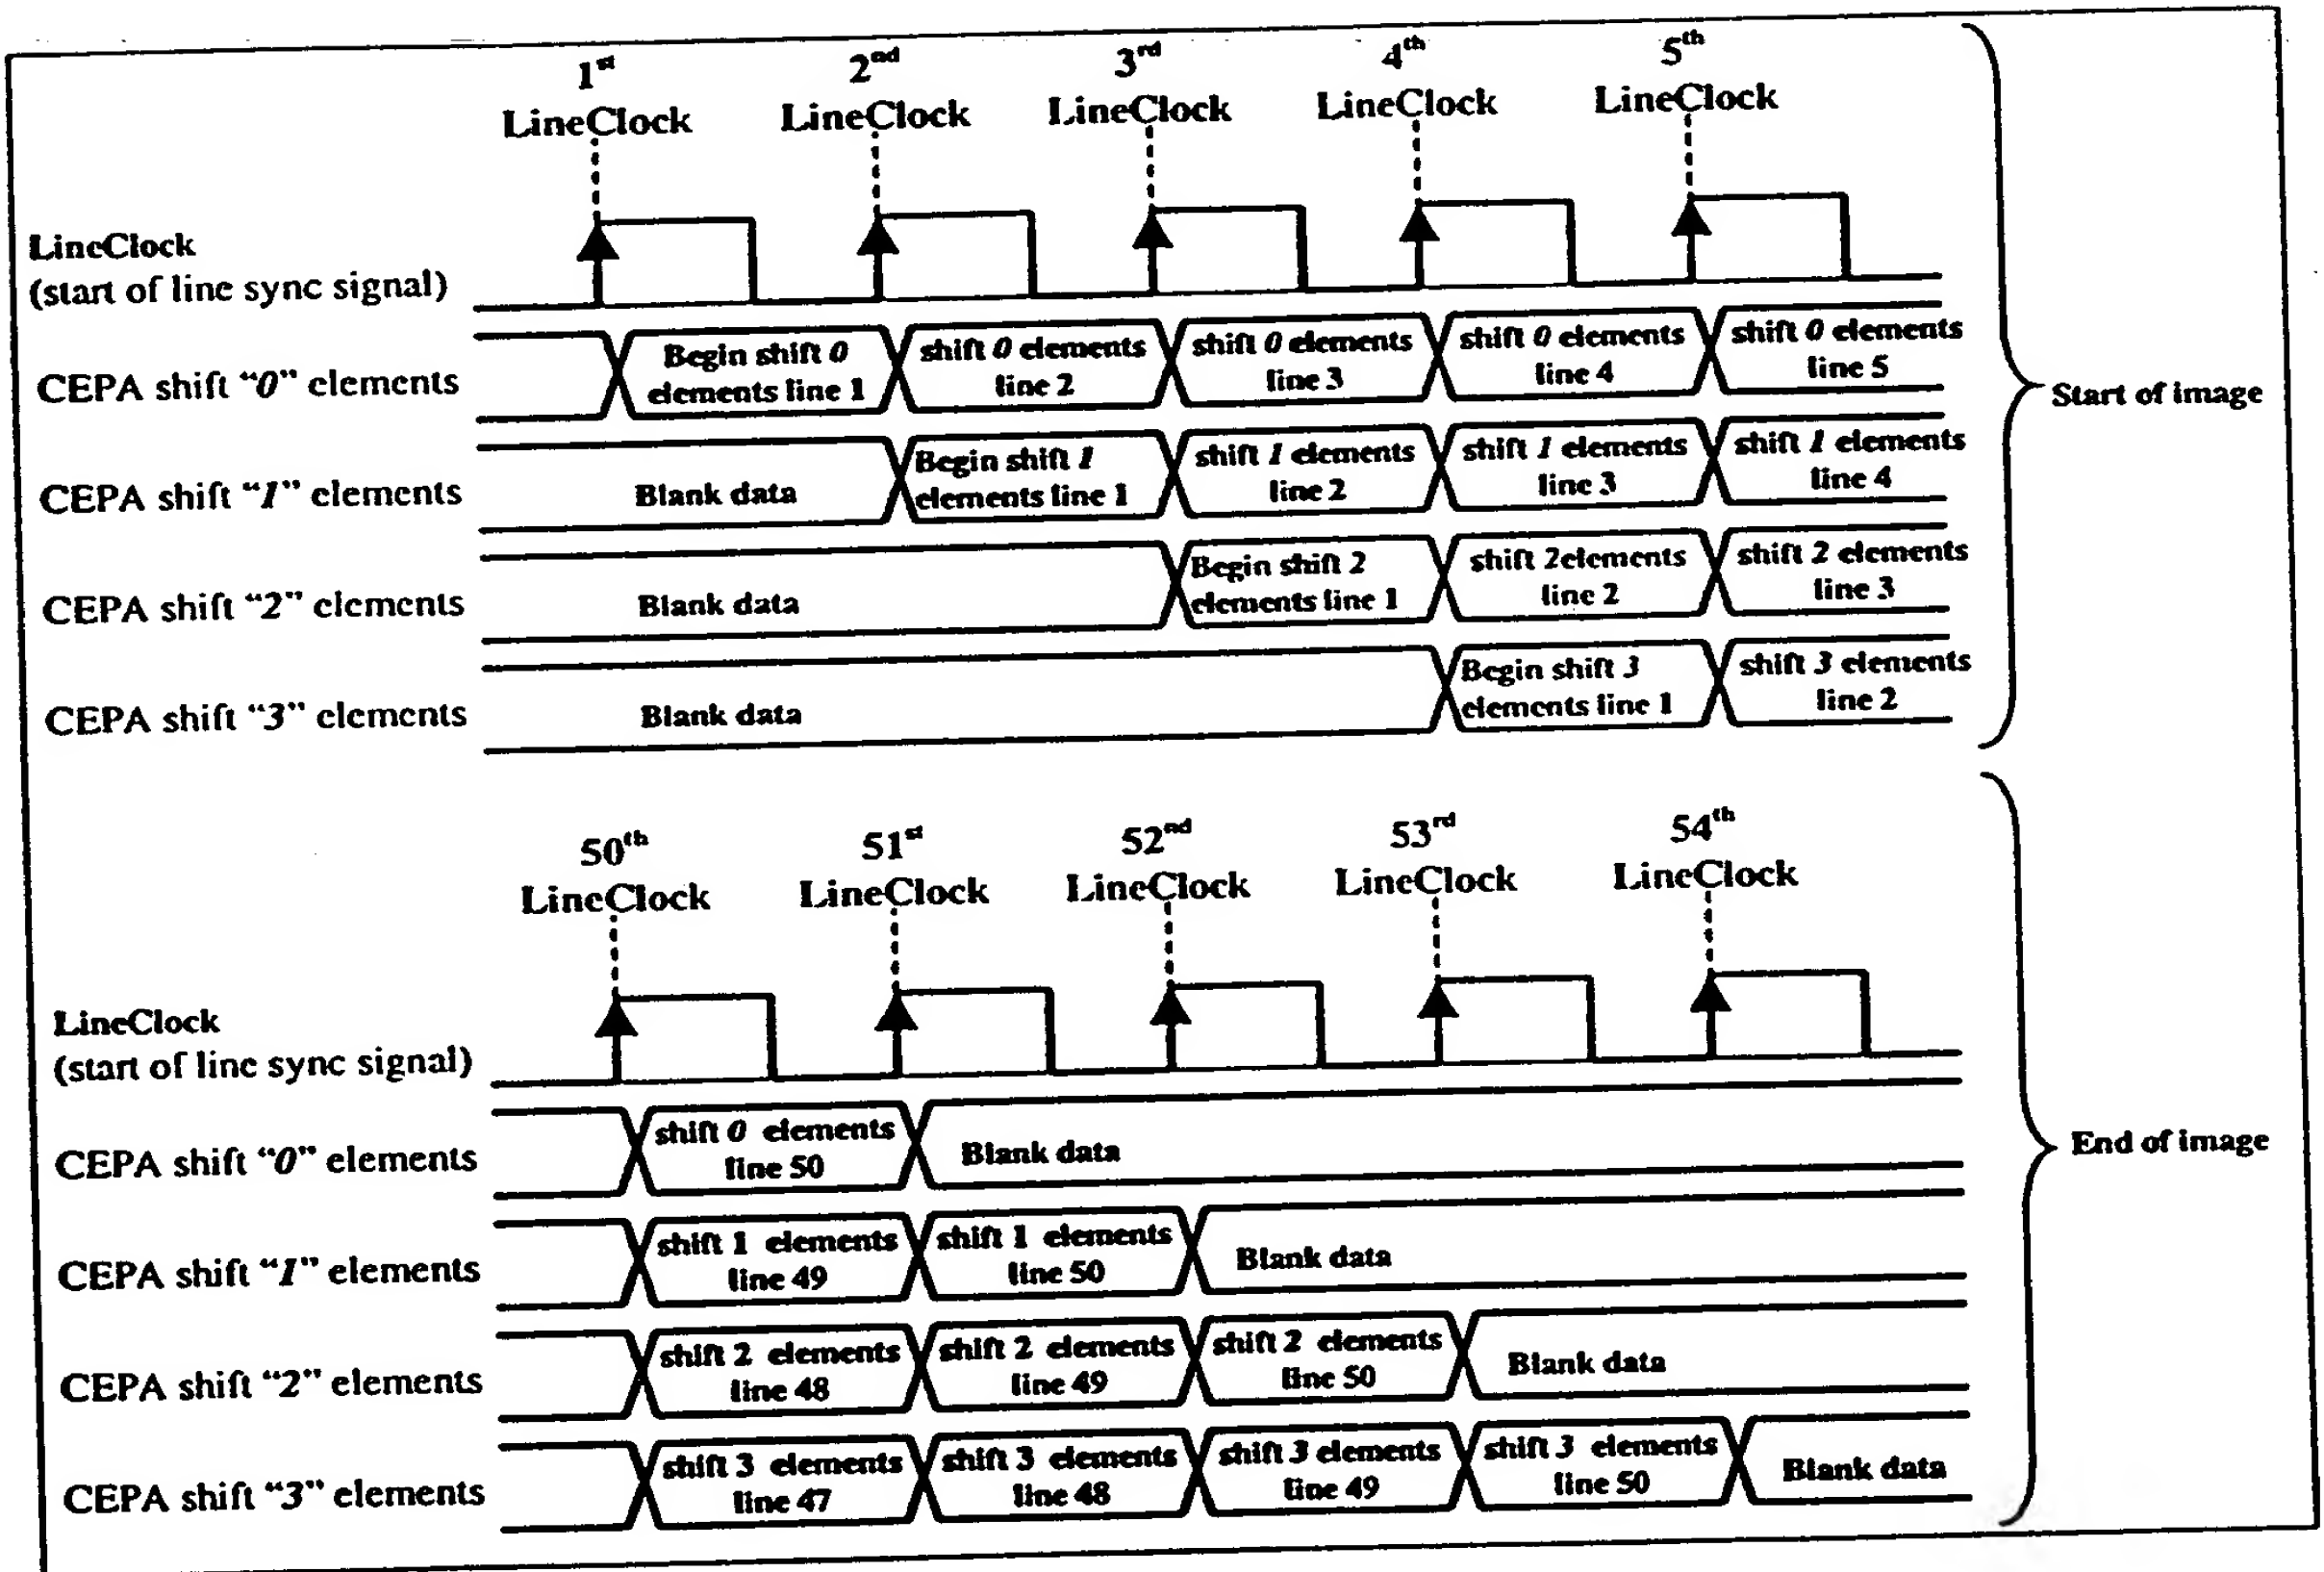 1st 2nd 3rd 4th 5th
LineClock LineClock LineClock LineClock LineClock
LineClock
(start of line sync signal)
CEPA shift “0” elements
Begin shift 0
elements line 1
shift 0 elements
line 2
shift 0 elements
line 3
shift 0 elements
line 4
shift 0 elements
line 5
CEPA shift “1” elements
Blank data
Begin shift 1
elements line 1
shift 1 elements
line 2
shift 1 elements
line 3
shift 1 elements
line 4
CEPA shift “2” elements
Blank data
Begin shift 2
elements line 1
shift 2elements
line 2
shift 2 elements
line 3
CEPA shift “3” elements
Blank data
Begin shift 3
elements line 1
shift 3 elements
line 2
Start of image
50th 51st 52nd 53rd 54th
LineClock LineClock LineClock LineClock LineClock
LineClock
(start of line sync signal)
CEPA shift “0” elements
shift 0 elements
line 50
Blank data
CEPA shift “1” elements
shift 1 elements
line 49
shift 1 elements
line 50
Blank data
CEPA shift “2” elements
shift 2 elements
line 48
shift 2 elements
line 49
shift 2 elements
line 50
Blank data
CEPA shift “3” elements
shift 3 elements
line 47
shift 3 elements
line 48
shift 3 elements
line 49
shift 3 elements
line 50
Blank data
End of image